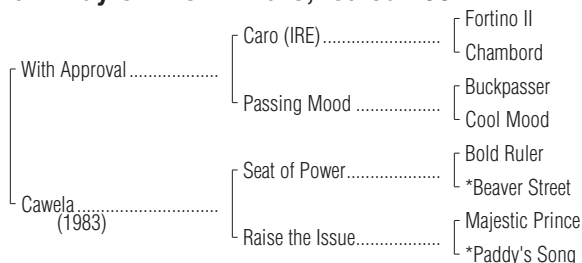 Fortino II
Caro (IRE)....................
Chambord
With Approval....................
Buckpasser
Passing Mood ...................
Cool Mood
Bold Ruler
Seat of Power.....................
*Beaver Street
Cawela................................
(1983)
Majestic Prince
Raise the Issue...................
*Paddy's Song